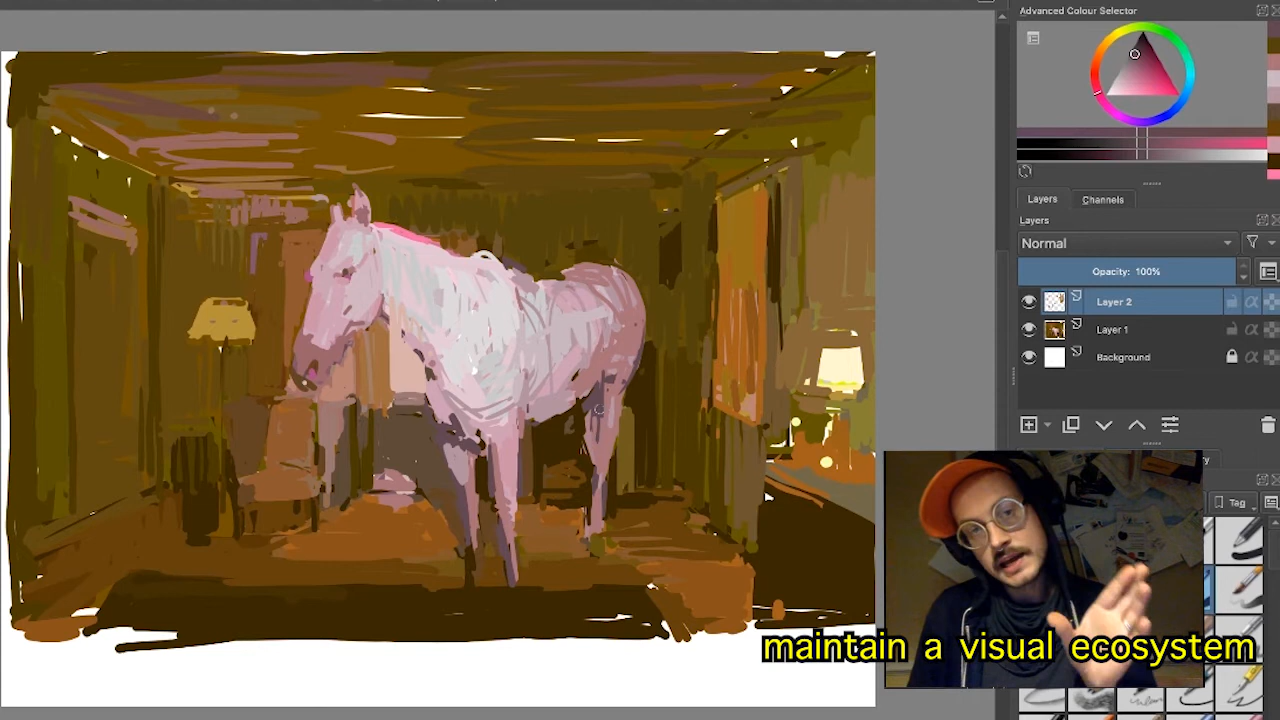 Advanced Colour Selector
Layers
Channels
Layers
Normal
Opacity: 100%
Layer 2
Layer 1
Background
Tag
maintain a visual ecosystem